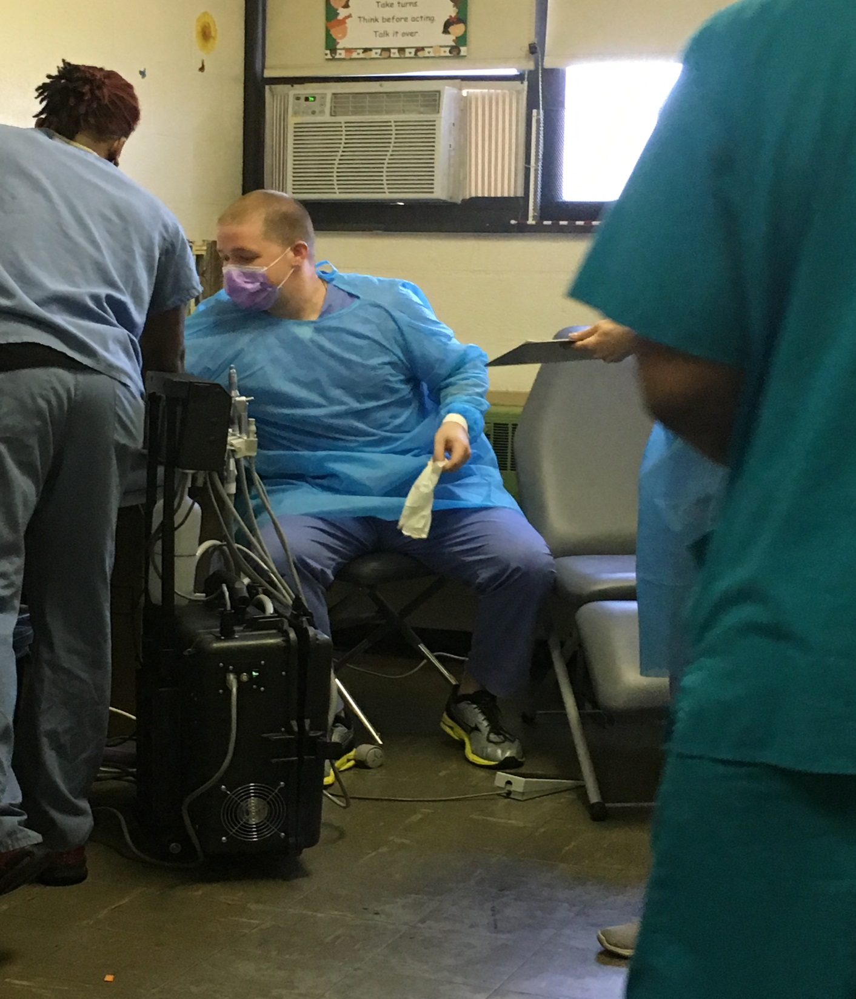 Take turns.
Think before acting.
Talk it over.